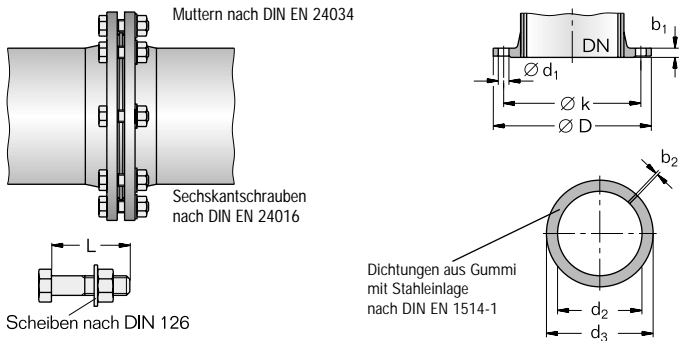 Muttern nach DIN EN 24034
Sechskantschrauben
nach DIN EN 24016
L
Scheiben nach DIN 126
b₁
DN
Ø d₁
Ø k
Ø D
b₂
Dichtungen aus Gummi
mit Stahleinlage
nach DIN EN 1514-1
d₂
d₃